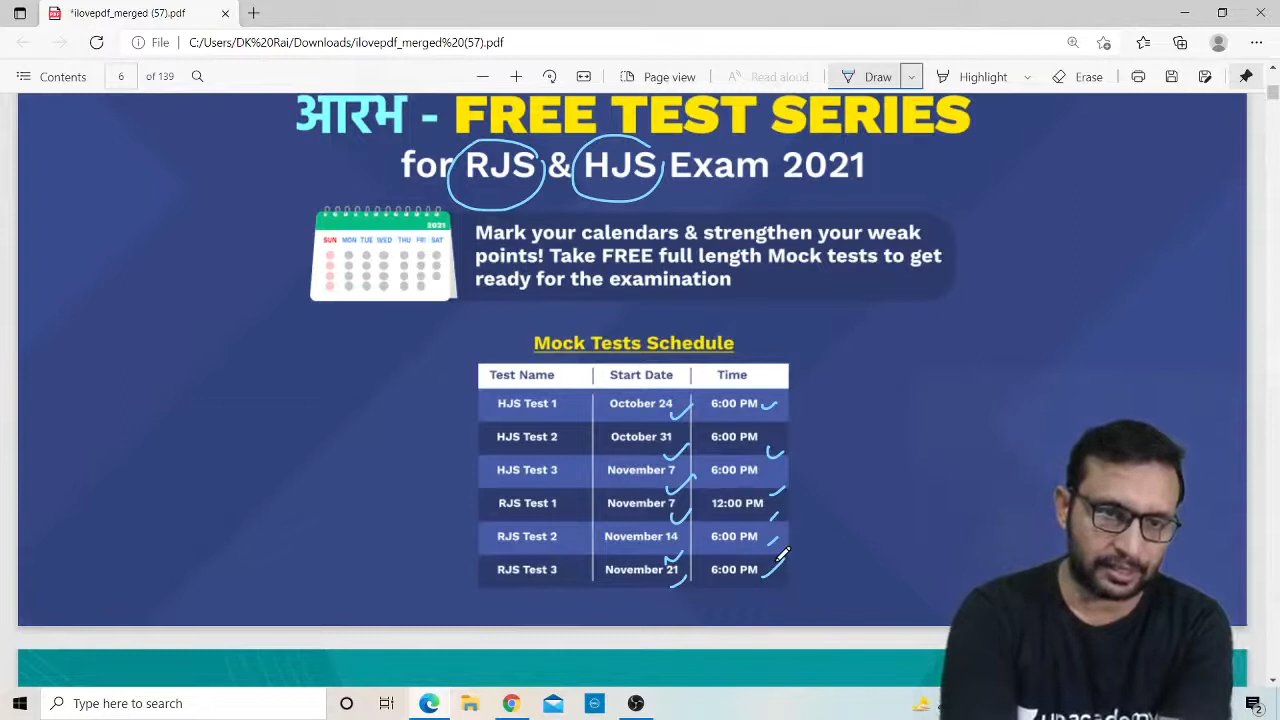 *ilovepdf_merged (57).pdf
File
C:/Users/DK%20Rai/Downloads/ilovepdf_merged%20(57).pdf
Contents
6
of 139
Page view
Read aloud
Draw
Highlight
Erase
आरंभ - FREE TEST SERIES
for RJS & HJS Exam 2021
2021
SUN MON TUE WED THU FRI SAT
Mark your calendars & strengthen your weak
points! Take FREE full length Mock tests to get
ready for the examination
Mock Tests Schedule
Test Name Start Date Time
HJS Test 1 October 24 6:00 PM
HJS Test 2 October 31 6:00 PM
HJS Test 3 November 7 6:00 PM
RJS Test 1 November 7 12:00 PM
RJS Test 2 November 14 6:00 PM
RJS Test 3 November 21 6:00 PM
Type here to search
2